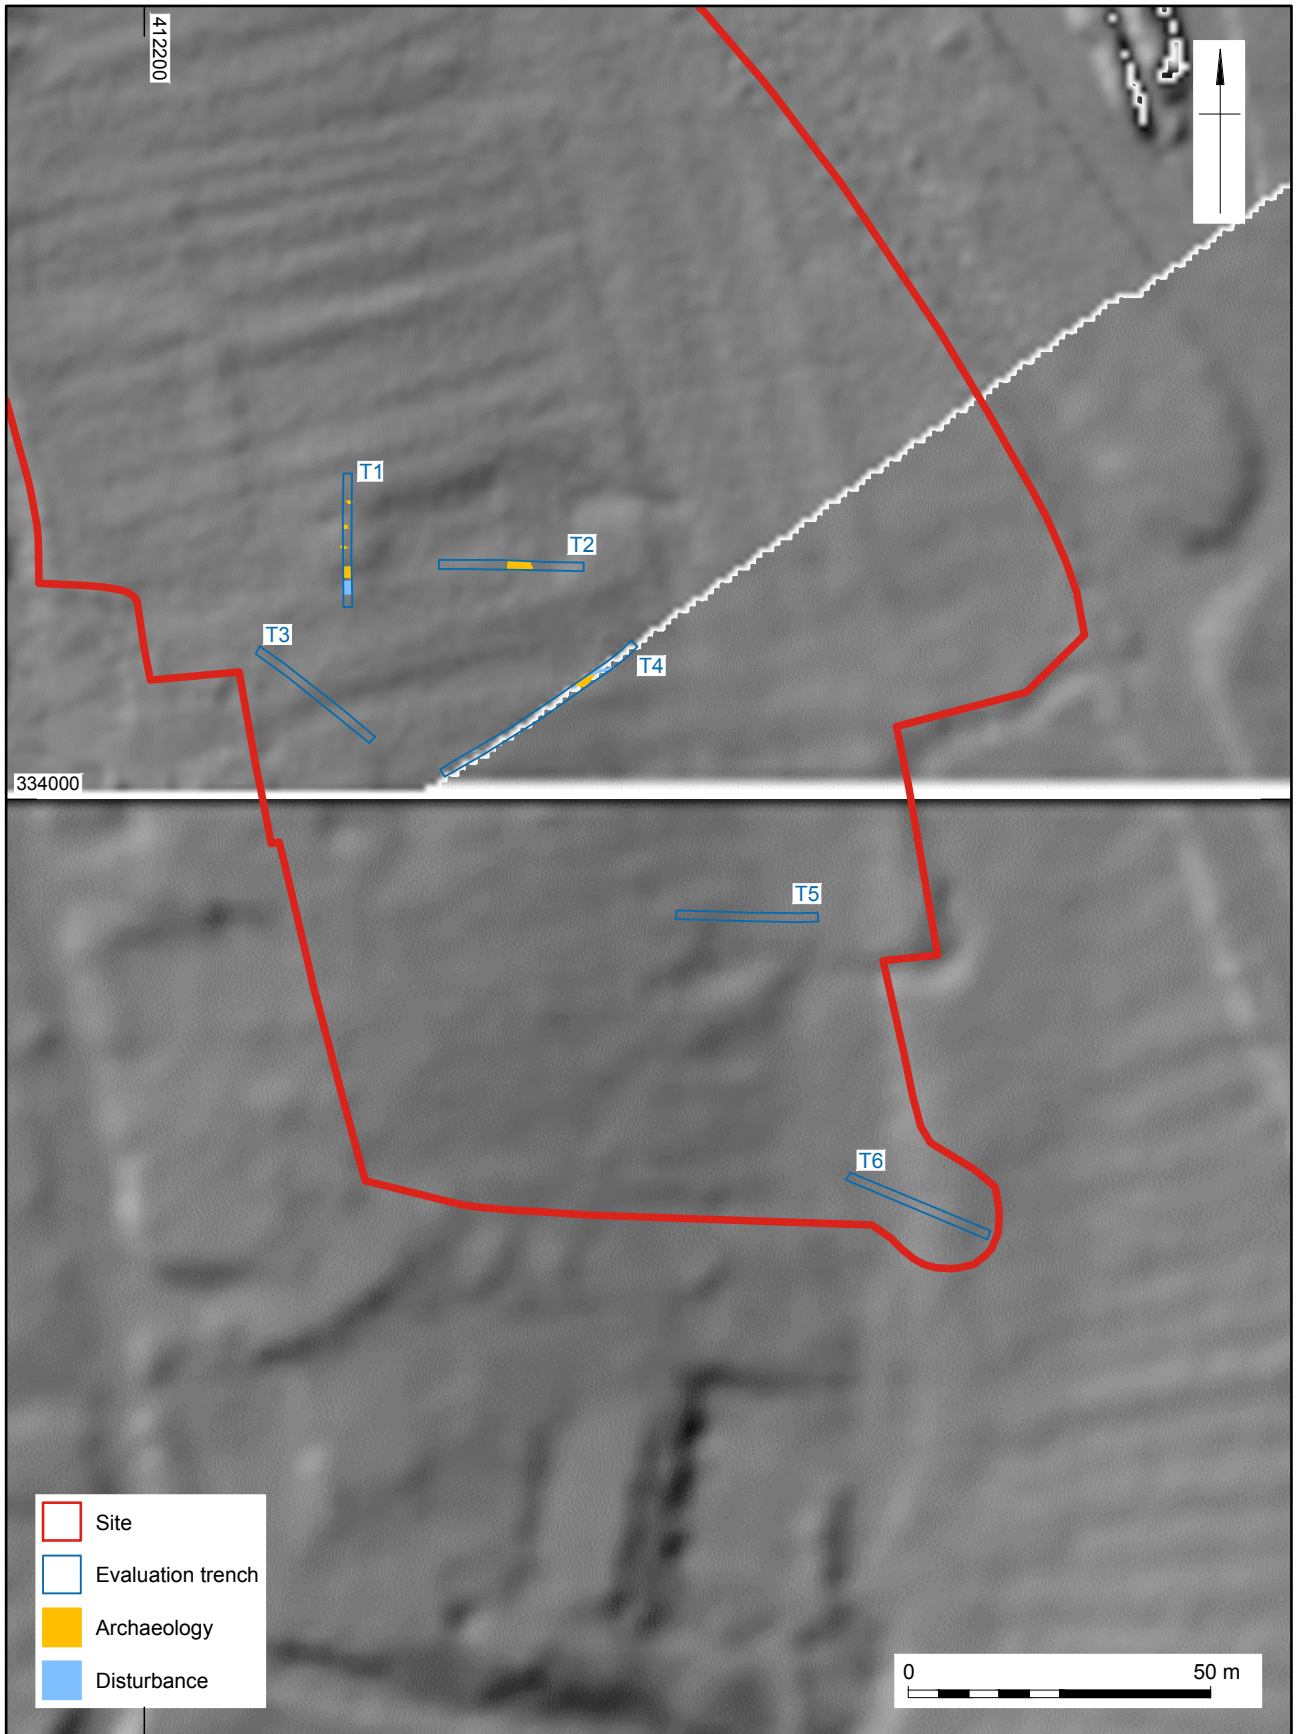 412200
T1
T2
T3
T4
334000
T5
T6
Site
Evaluation trench
Archaeology
Disturbance
0 50 m